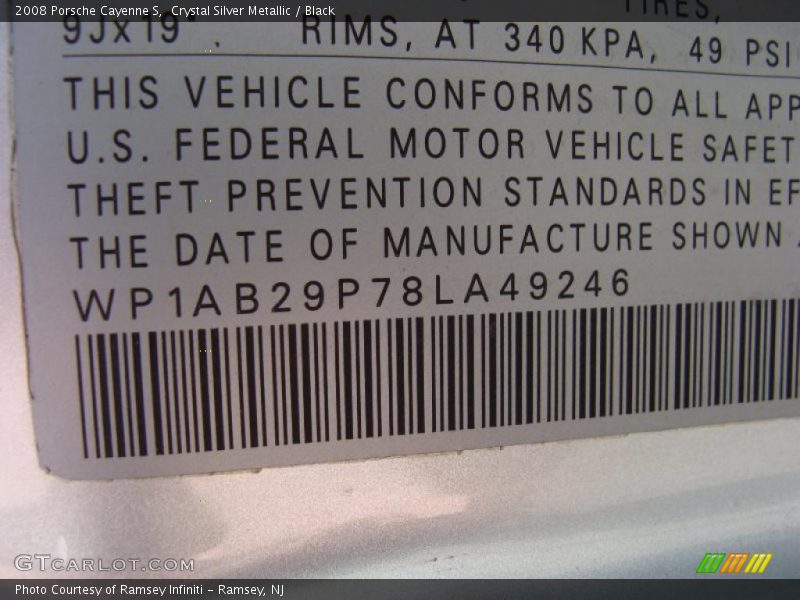 2008 Porsche Cayenne S, Crystal Silver Metallic / Black
TIRES,
9Jx19". RIMS, AT 340 KPA, 49 PSI
THIS VEHICLE CONFORMS TO ALL APP
U.S. FEDERAL MOTOR VEHICLE SAFET
THEFT PREVENTION STANDARDS IN EF
THE DATE OF MANUFACTURE SHOWN
WP1AB29P78LA49246
GTCARLOT.COM
Photo Courtesy of Ramsey Infiniti - Ramsey, NJ